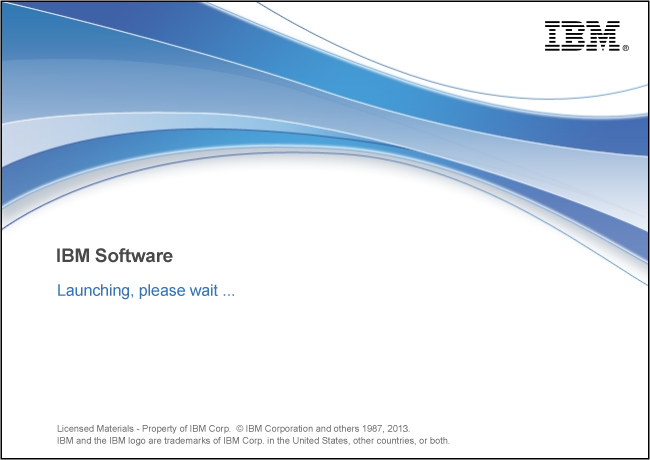 IBM®
IBM Software
Launching, please wait ...
Licensed Materials - Property of IBM Corp. © IBM Corporation and others 1987, 2013.
IBM and the IBM logo are trademarks of IBM Corp. in the United States, other countries, or both.